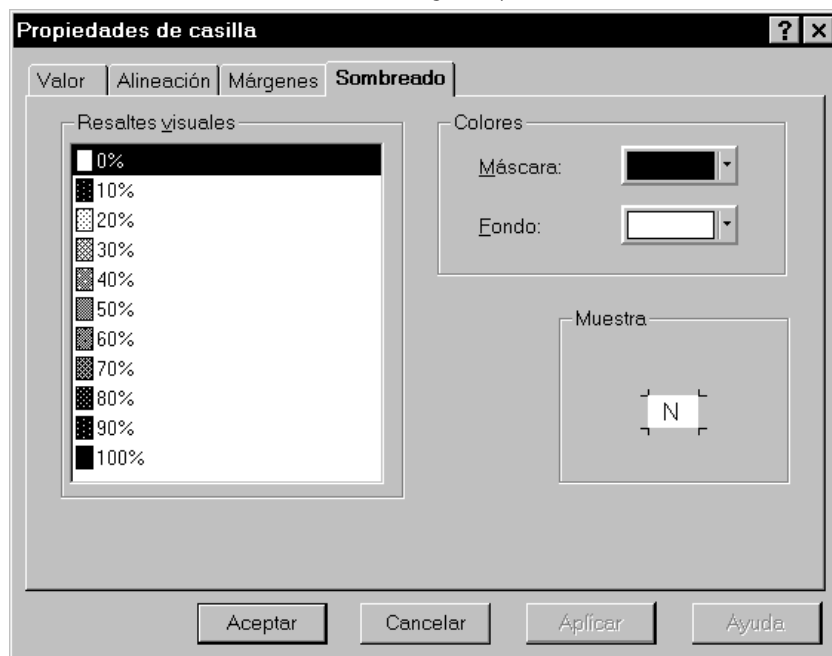 Propiedades de casilla
Valor
Alineación
Márgenes
Sombreado
Resaltes visuales
0%
10%
20%
30%
40%
50%
60%
70%
80%
90%
100%
Colores
Máscara:
Fondo:
Muestra
N
Aceptar
Cancelar
Aplicar
Ayuda